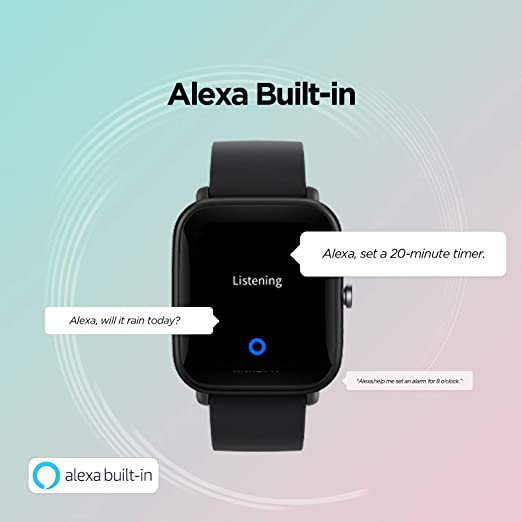 Alexa Built-in
Alexa, set a 20-minute timer.
Listening
Alexa, will it rain today?
"Alexa,help me set an alarm for 8 o'clock."
alexa built-in